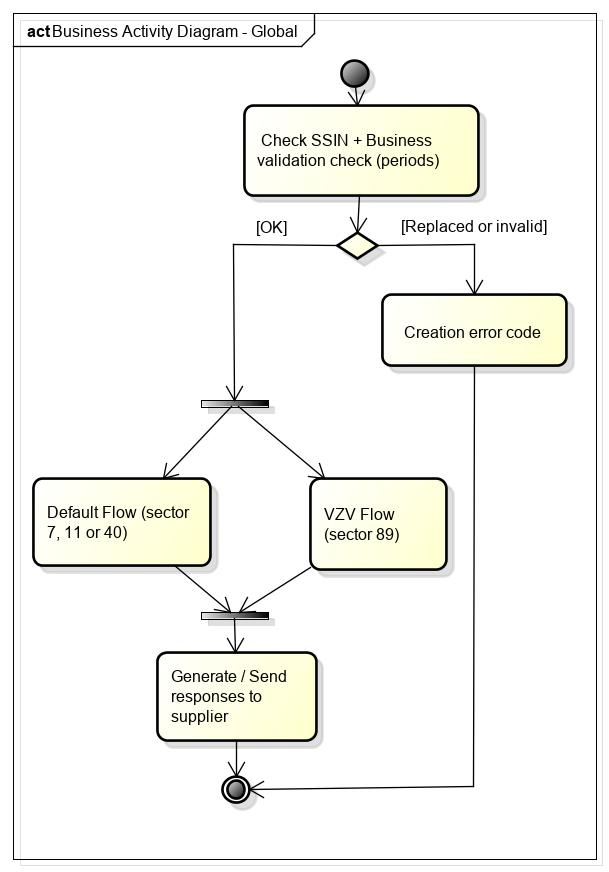 act Business Activity Diagram - Global
Check SSIN + Business
validation check (periods)
[OK]
[Replaced or invalid]
Creation error code
Default Flow (sector
7, 11 or 40)
VZV Flow
(sector 89)
Generate / Send
responses to
supplier